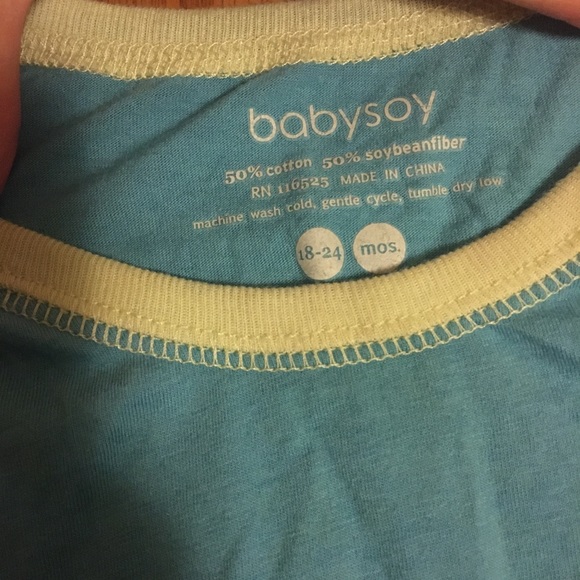 babysoy
50% cotton 50% soybeanfiber
RN 116525 MADE IN CHINA
machine wash cold, gentle cycle, tumble dry low
18-24 mos.